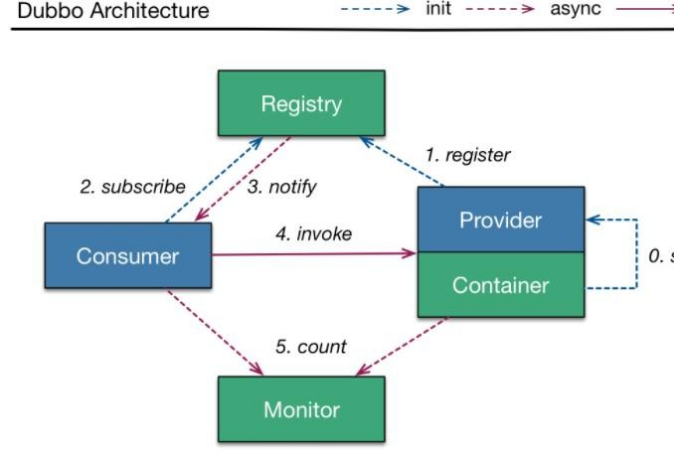 Dubbo Architecture
init
async
Registry
1. register
2. subscribe
3. notify
Provider
4. invoke
Consumer
0. s
Container
5. count
Monitor